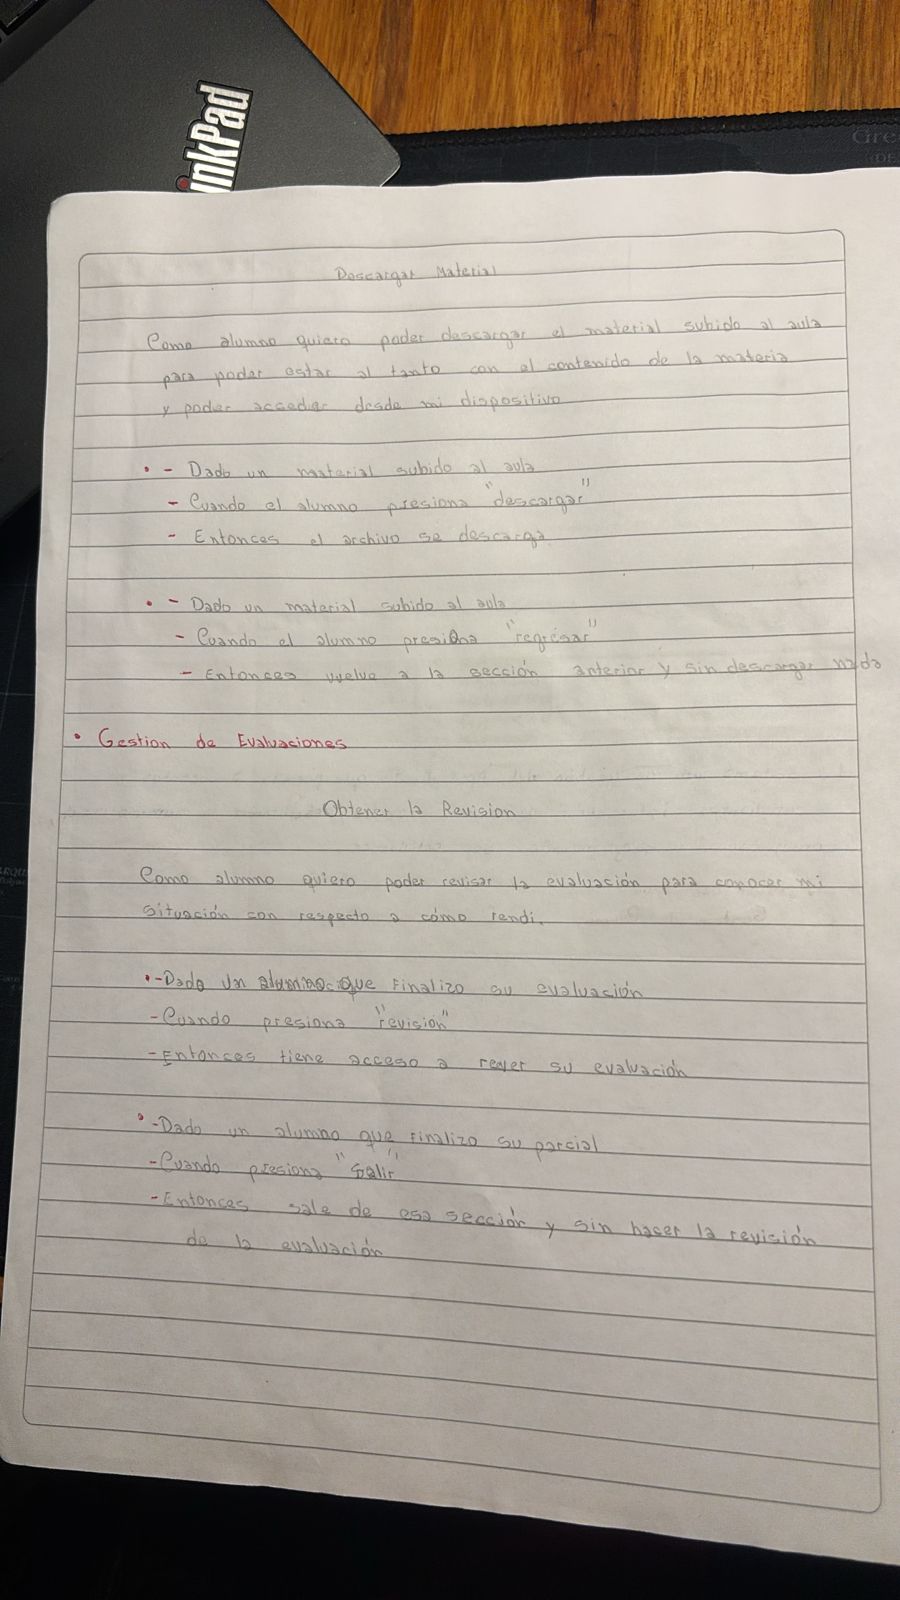 inkPad
Gre
Descargar Material
Como alumno quiero poder descargar el material subido al aula
para poder estar al tanto con el contenido de la materia
y poder acceder desde mi dispositivo
• - Dado un material subido al aula
- Cuando el alumno presiona "descargar"
- Entonces el archivo se descarga
• - Dado un material subido al aula
- Cuando el alumno presiona "regresar"
- Entonces vuelve a la sección anterior y sin descargar nada
• Gestion de Evaluaciones
Obtener la Revision
Como alumno quiero poder revisar la evaluación para conocer mi
situación con respecto a cómo rendi.
• - Dado un alumno que finalizo su evaluación
- Cuando presiona "revisión"
- Entonces tiene acceso a rever su evaluación
• - Dado un alumno que finalizo su parcial
- Cuando presiona "Salir"
- Entonces sale de esa sección y sin hacer la revisión
de la evaluación